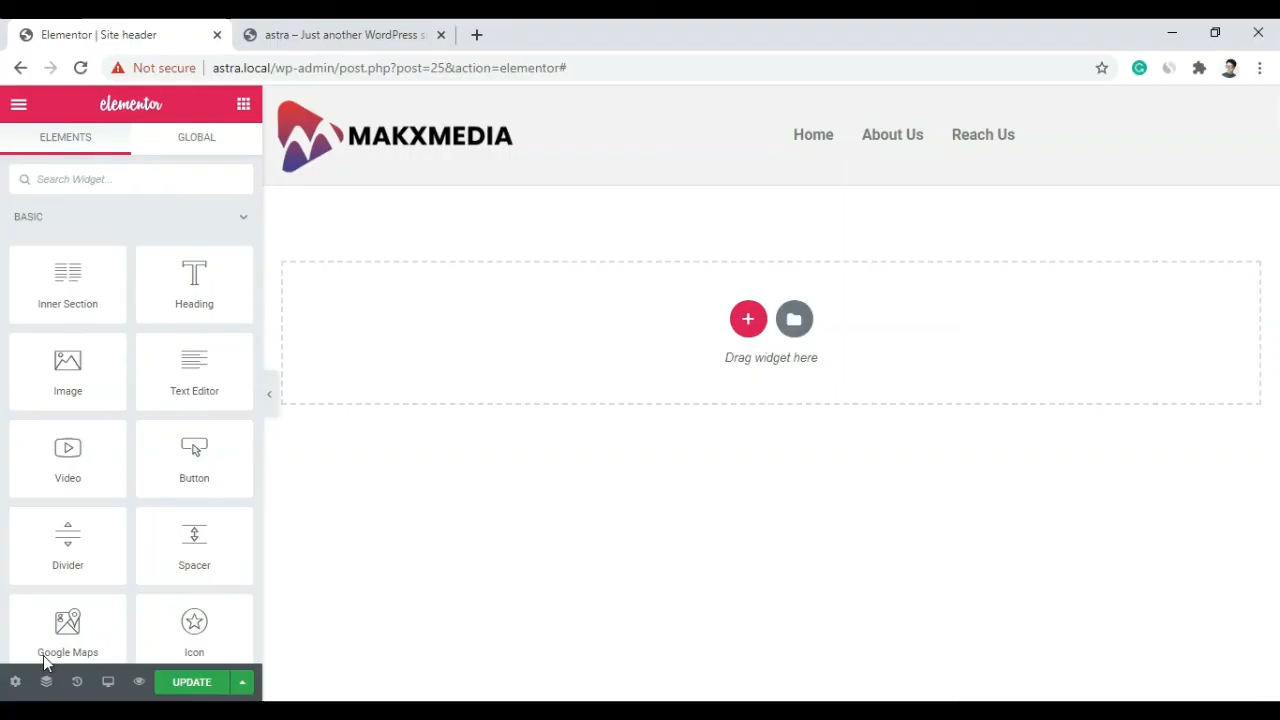 Elementor | Site header
astra – Just another WordPress s
Not secure
astra.local/wp-admin/post.php?post=25&action=elementor#
elementor
ELEMENTS
GLOBAL
Search Widget...
BASIC
Inner Section
Heading
Image
Text Editor
Video
Button
Divider
Spacer
Google Maps
Icon
UPDATE
MAKXMEDIA
Home
About Us
Reach Us
Drag widget here